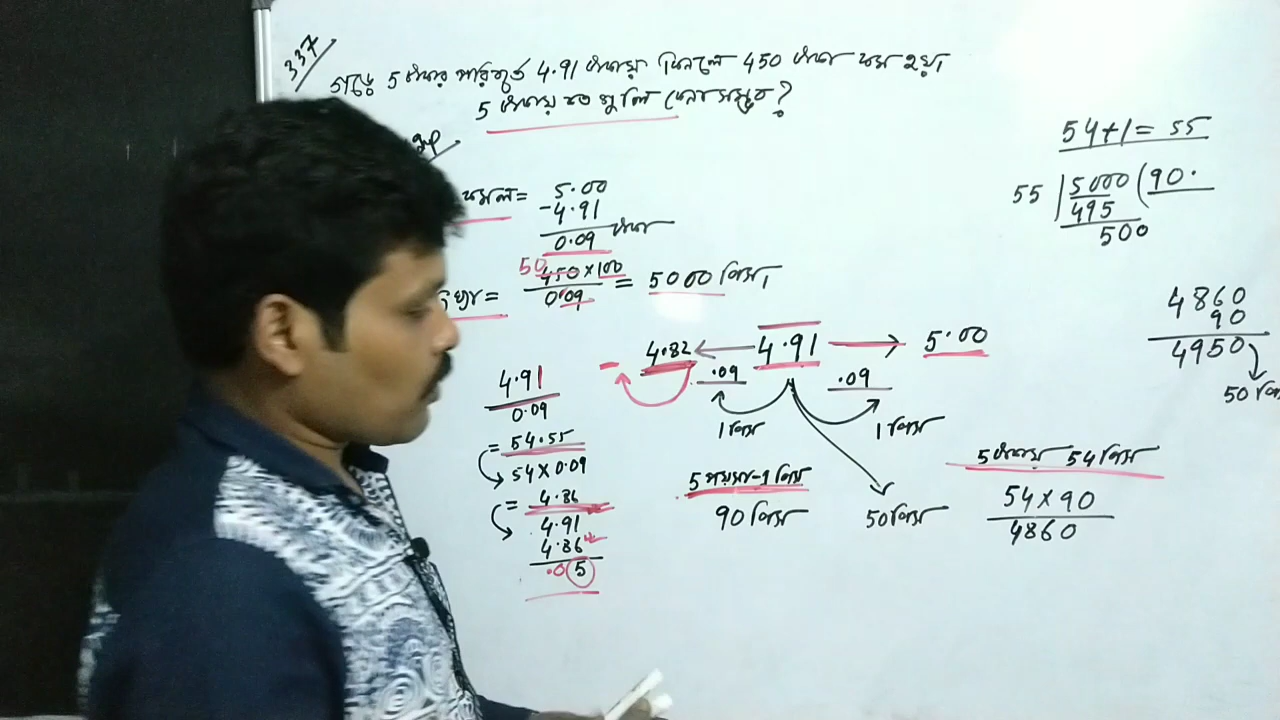 337
গড়ে 5 টাকার পরিবর্তে 4.91 টাকায় কিনলে 450 টাকা কম হয়।
5 টাকায় কত গুলি কেনা সম্ভব?
= 5.00
-4.91
0.09 টাকা
50
= 450×100 = 5000 পিস।
0.09
4.82 4.91 5.00
.09 .09
1 পিস 1 পিস
5 পয়সা-1 পিস
90 পিস
50 পিস
4.91
0.09
= 54.55
54×0.09
= 4.86
4.91
4.86
.05
5 টাকায় 54 পিস
54×90
4860
54+1= 55
55 5000 90.
495
500
4860
90
4950
50 পি